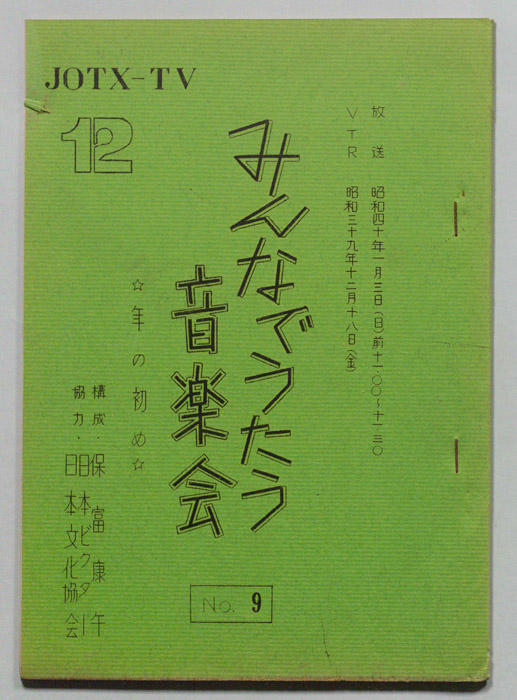 JOTX-TV
12
放送 昭和四十年一月三日(日)前十一・〇〇~十一・三〇
VTR 昭和三十九年十二月十八日(金)
みんなでうたう
音楽会
☆年の初め☆
構成・保富康午
協力・日本ビクター
日本文化協会
No. 9